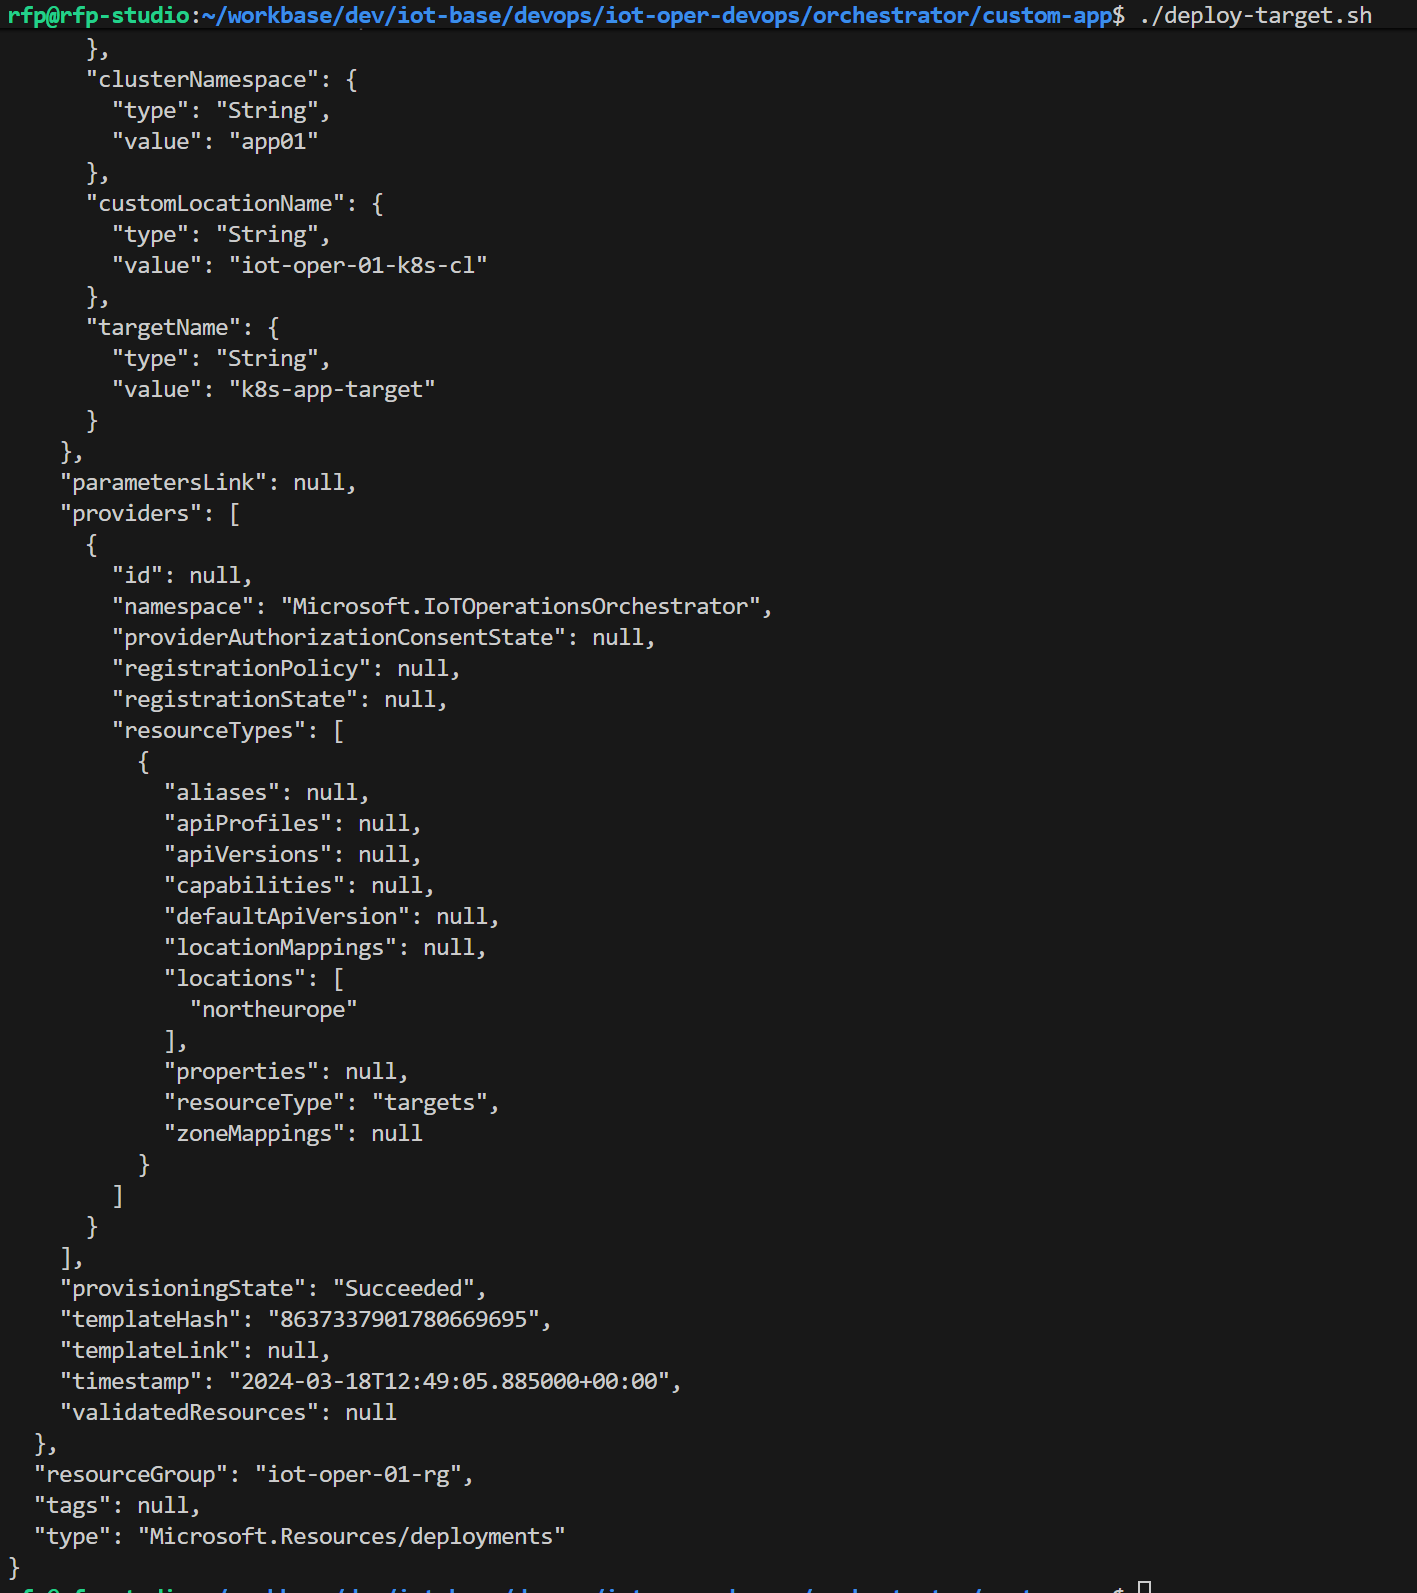 rfp@rfp-studio:~/workbase/dev/iot-base/devops/iot-oper-devops/orchestrator/custom-app$ ./deploy-target.sh
      },
      "clusterNamespace": {
        "type": "String",
        "value": "app01"
      },
      "customLocationName": {
        "type": "String",
        "value": "iot-oper-01-k8s-cl"
      },
      "targetName": {
        "type": "String",
        "value": "k8s-app-target"
      }
    },
    "parametersLink": null,
    "providers": [
      {
        "id": null,
        "namespace": "Microsoft.IoTOperationsOrchestrator",
        "providerAuthorizationConsentState": null,
        "registrationPolicy": null,
        "registrationState": null,
        "resourceTypes": [
          {
            "aliases": null,
            "apiProfiles": null,
            "apiVersions": null,
            "capabilities": null,
            "defaultApiVersion": null,
            "locationMappings": null,
            "locations": [
              "northeurope"
            ],
            "properties": null,
            "resourceType": "targets",
            "zoneMappings": null
          }
        ]
      }
    ],
    "provisioningState": "Succeeded",
    "templateHash": "8637337901780669695",
    "templateLink": null,
    "timestamp": "2024-03-18T12:49:05.885000+00:00",
    "validatedResources": null
  },
  "resourceGroup": "iot-oper-01-rg",
  "tags": null,
  "type": "Microsoft.Resources/deployments"
}